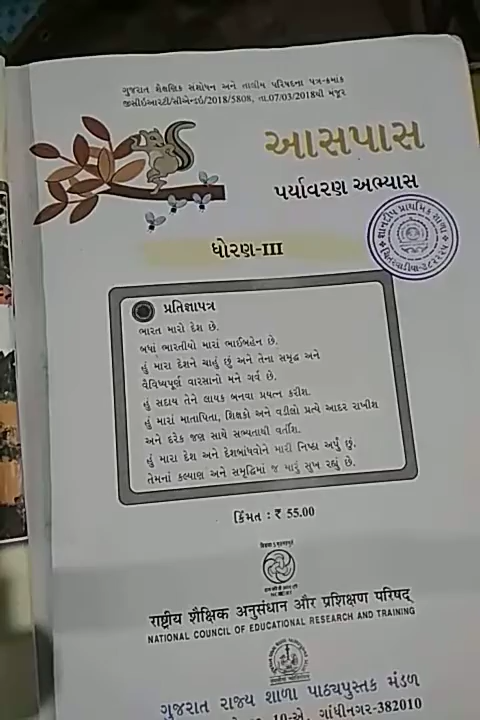 ગુજરાત શૈક્ષણિક સંશોધન અને તાલીમ પરિષદના પત્ર-ક્રમાંક
જીસીઇઆરટી/સીએન્ડઇ/2018/5808, તા.07/03/2018થી મંજૂર
આસપાસ
પર્યાવરણ અભ્યાસ
ધોરણ-III
પ્રતિજ્ઞાપત્ર
ભારત મારો દેશ છે.
બધાં ભારતીયો મારાં ભાઈબહેન છે.
હું મારા દેશને ચાહું છું અને તેના સમૃદ્ધ અને
વૈવિધ્યપૂર્ણ વારસાનો મને ગર્વ છે.
હું સદાય તેને લાયક બનવા પ્રયત્ન કરીશ.
હું મારાં માતાપિતા, શિક્ષકો અને વડીલો પ્રત્યે આદર રાખીશ
અને દરેક જણ સાથે સભ્યતાથી વર્તીશ.
હું મારા દેશ અને દેશબાંધવોને મારી નિષ્ઠા અર્પું છું.
તેમનાં કલ્યાણ અને સમૃદ્ધિમાં જ મારું સુખ રહ્યું છે.
કિંમત : ₹ 55.00
राष्ट्रीय शैक्षिक अनुसंधान और प्रशिक्षण परिषद्
NATIONAL COUNCIL OF EDUCATIONAL RESEARCH AND TRAINING
ગુજરાત રાજ્ય શાળા પાઠ્યપુસ્તક મંડળ
10-એ, ગાંધીનગર-382010